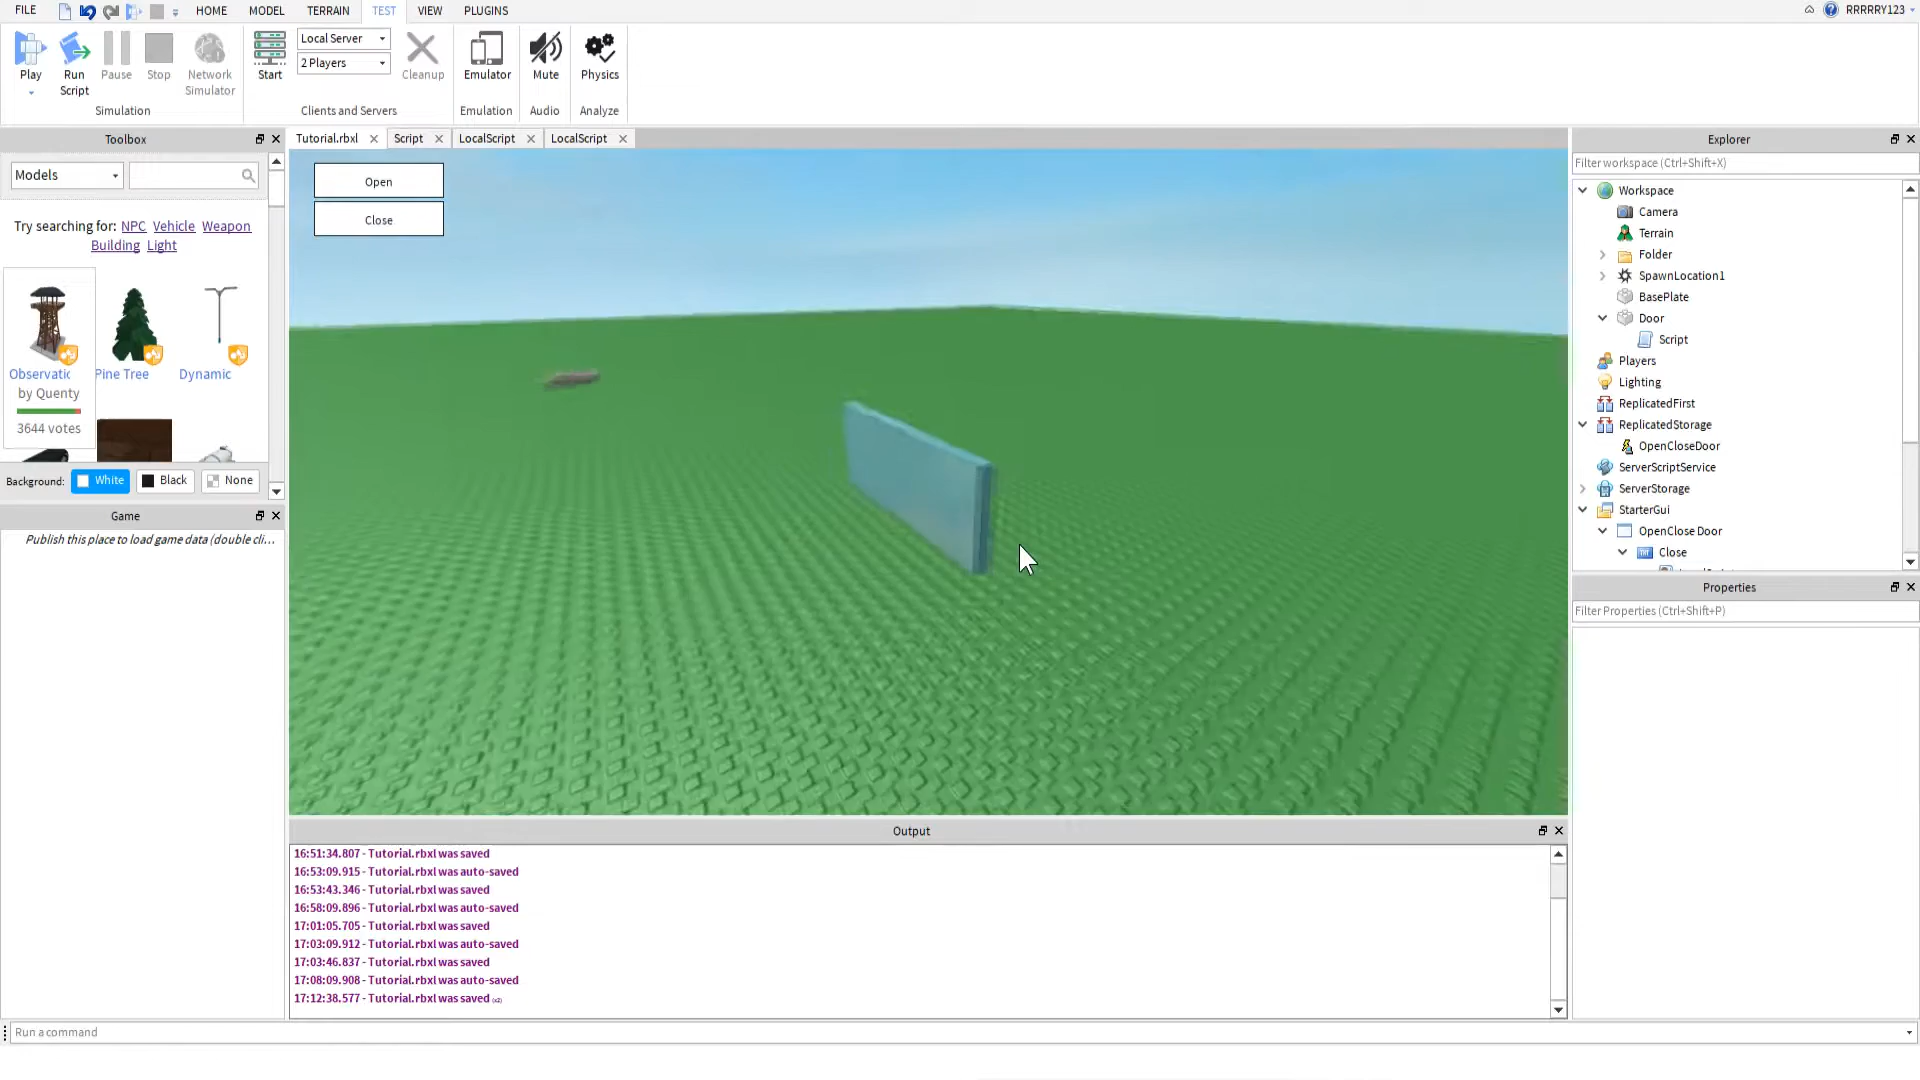 FILE HOME MODEL TERRAIN TEST VIEW PLUGINS RRRRRY123
Play Run Script Pause Stop Network Simulator
Simulation
Start Local Server 2 Players Cleanup
Clients and Servers
Emulator
Emulation
Mute
Audio
Physics
Analyze
Toolbox
Models
Try searching for: NPC Vehicle Weapon
Building Light
Observatic Pine Tree Dynamic
by Quenty
3644 votes
Background: White Black None
Game
Publish this place to load game data (double cli...
Tutorial.rbxl Script LocalScript LocalScript
Open
Close
Output
16:51:34.807 - Tutorial.rbxl was saved
16:53:09.915 - Tutorial.rbxl was auto-saved
16:53:43.346 - Tutorial.rbxl was saved
16:58:09.896 - Tutorial.rbxl was auto-saved
17:01:05.705 - Tutorial.rbxl was saved
17:03:09.912 - Tutorial.rbxl was auto-saved
17:03:46.837 - Tutorial.rbxl was saved
17:08:09.908 - Tutorial.rbxl was auto-saved
17:12:38.577 - Tutorial.rbxl was saved (x2)
Explorer
Filter workspace (Ctrl+Shift+X)
Workspace
Camera
Terrain
Folder
SpawnLocation1
BasePlate
Door
Script
Players
Lighting
ReplicatedFirst
ReplicatedStorage
OpenCloseDoor
ServerScriptService
ServerStorage
StarterGui
OpenClose Door
Close
Properties
Filter Properties (Ctrl+Shift+P)
Run a command